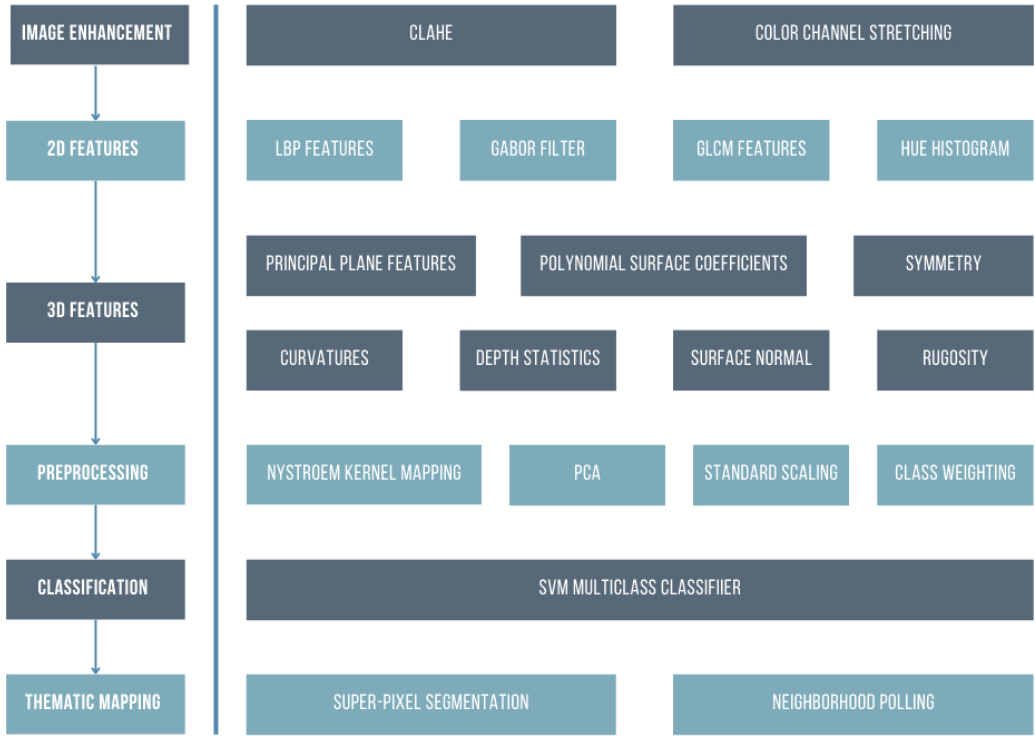 IMAGE ENHANCEMENT
CLAHE
COLOR CHANNEL STRETCHING
2D FEATURES
LBP FEATURES
GABOR FILTER
GLCM FEATURES
HUE HISTOGRAM
3D FEATURES
PRINCIPAL PLANE FEATURES
POLYNOMIAL SURFACE COEFFICIENTS
SYMMETRY
CURVATURES
DEPTH STATISTICS
SURFACE NORMAL
RUGOSITY
PREPROCESSING
NYSTROEM KERNEL MAPPING
PCA
STANDARD SCALING
CLASS WEIGHTING
CLASSIFICATION
SVM MULTICLASS CLASSIFIIER
THEMATIC MAPPING
SUPER-PIXEL SEGMENTATION
NEIGHBORHOOD POLLING